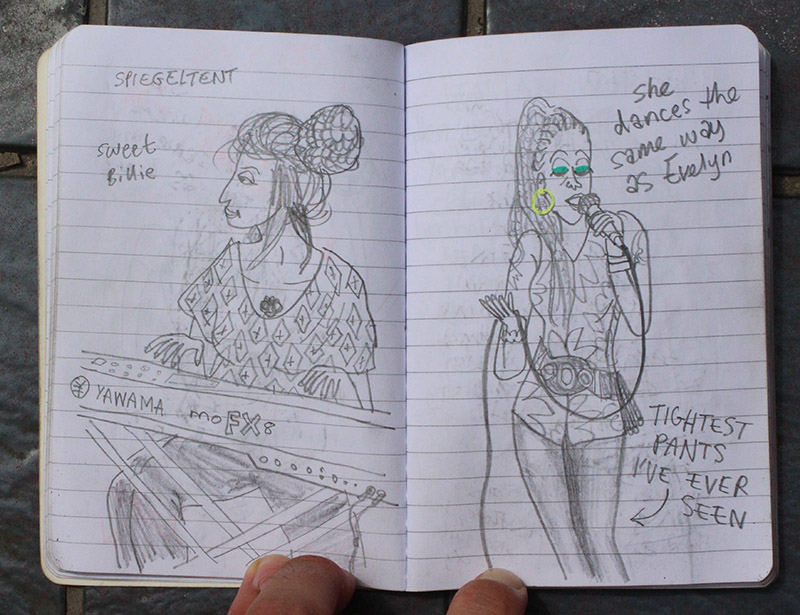 SPIEGELTENT
sweet
Billie
YAWAMA moFX8
she
dances the
same way
as Evelyn
TIGHTEST
PANTS
I'VE EVER
SEEN